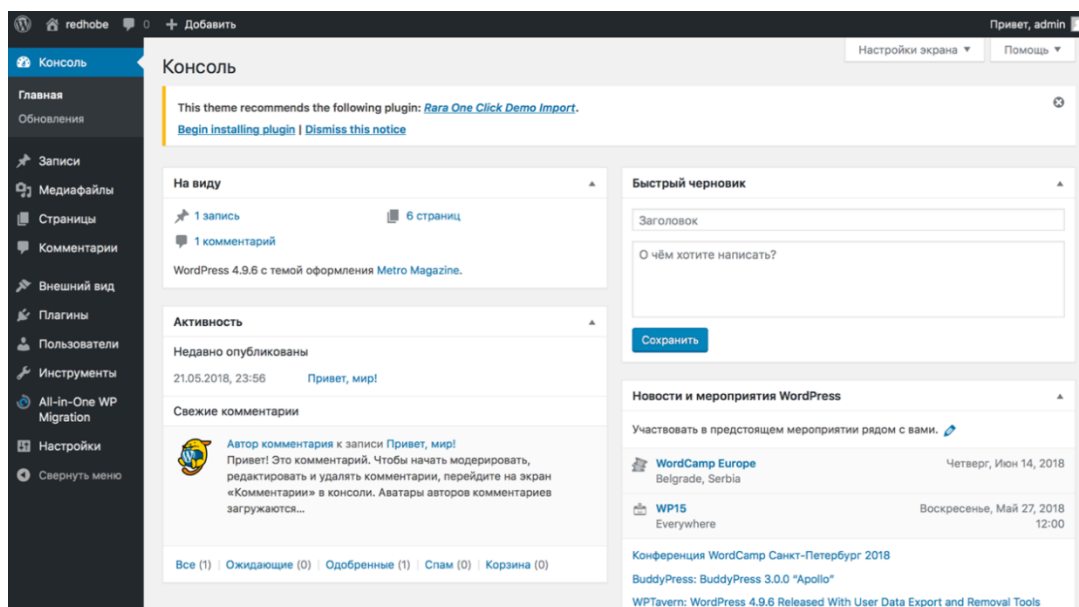 redhobe 0 + Добавить Привет, admin
Настройки экрана ▼ Помощь ▼
Консоль
Главная
Обновления
Записи
Медиафайлы
Страницы
Комментарии
Внешний вид
Плагины
Пользователи
Инструменты
All-in-One WP
Migration
Настройки
Свернуть меню
Консоль
This theme recommends the following plugin: Rara One Click Demo Import.
Begin installing plugin | Dismiss this notice
На виду
1 запись 6 страниц
1 комментарий
WordPress 4.9.6 с темой оформления Metro Magazine.
Активность
Недавно опубликованы
21.05.2018, 23:56 Привет, мир!
Свежие комментарии
Автор комментария к записи Привет, мир!
Привет! Это комментарий. Чтобы начать модерировать,
редактировать и удалять комментарии, перейдите на экран
«Комментарии» в консоли. Аватары авторов комментариев
загружаются...
Все (1) | Ожидающие (0) | Одобренные (1) | Спам (0) | Корзина (0)
Быстрый черновик
Заголовок
О чём хотите написать?
Сохранить
Новости и мероприятия WordPress
Участвовать в предстоящем мероприятии рядом с вами.
WordCamp Europe Четверг, Июн 14, 2018
Belgrade, Serbia
WP15 Воскресенье, Май 27, 2018
Everywhere 12:00
Конференция WordCamp Санкт-Петербург 2018
BuddyPress: BuddyPress 3.0.0 "Apollo"
WPTavern: WordPress 4.9.6 Released With User Data Export and Removal Tools